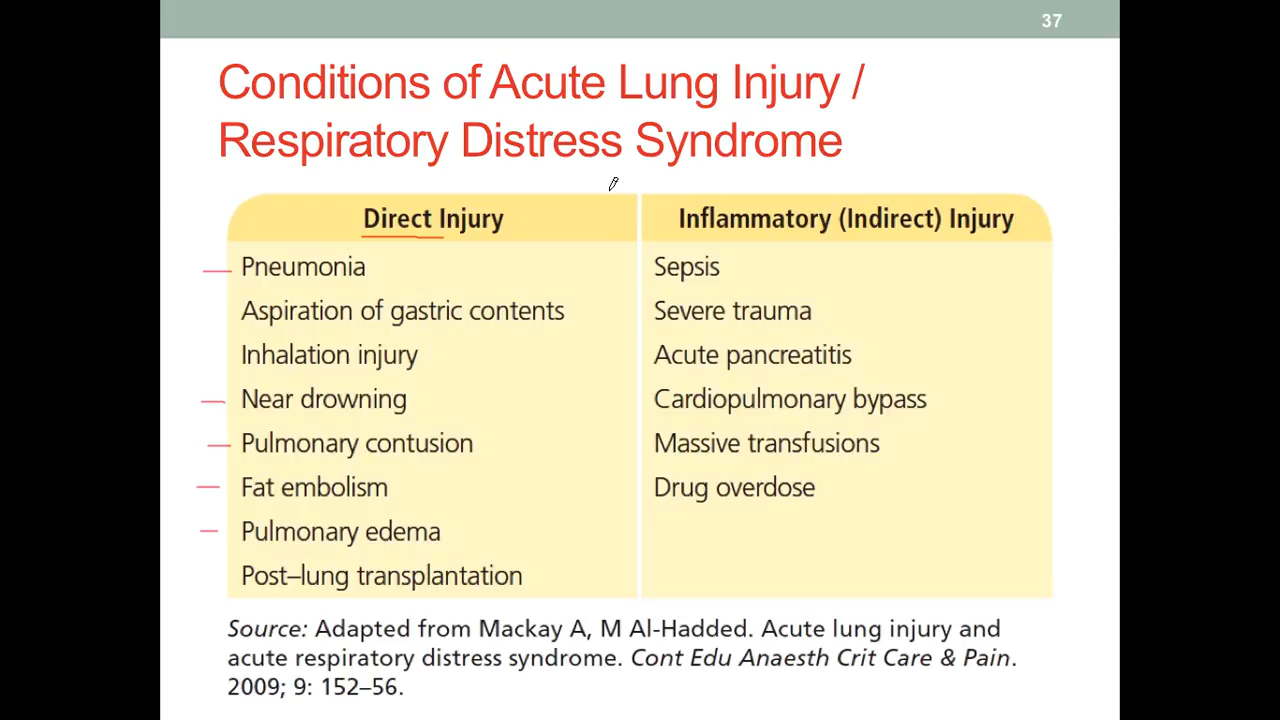 37
Conditions of Acute Lung Injury /
Respiratory Distress Syndrome
Direct Injury
Inflammatory (Indirect) Injury
Pneumonia
Sepsis
Aspiration of gastric contents
Severe trauma
Inhalation injury
Acute pancreatitis
Near drowning
Cardiopulmonary bypass
Pulmonary contusion
Massive transfusions
Fat embolism
Drug overdose
Pulmonary edema
Post–lung transplantation
Source: Adapted from Mackay A, M Al-Hadded. Acute lung injury and
acute respiratory distress syndrome. Cont Edu Anaesth Crit Care & Pain.
2009; 9: 152–56.